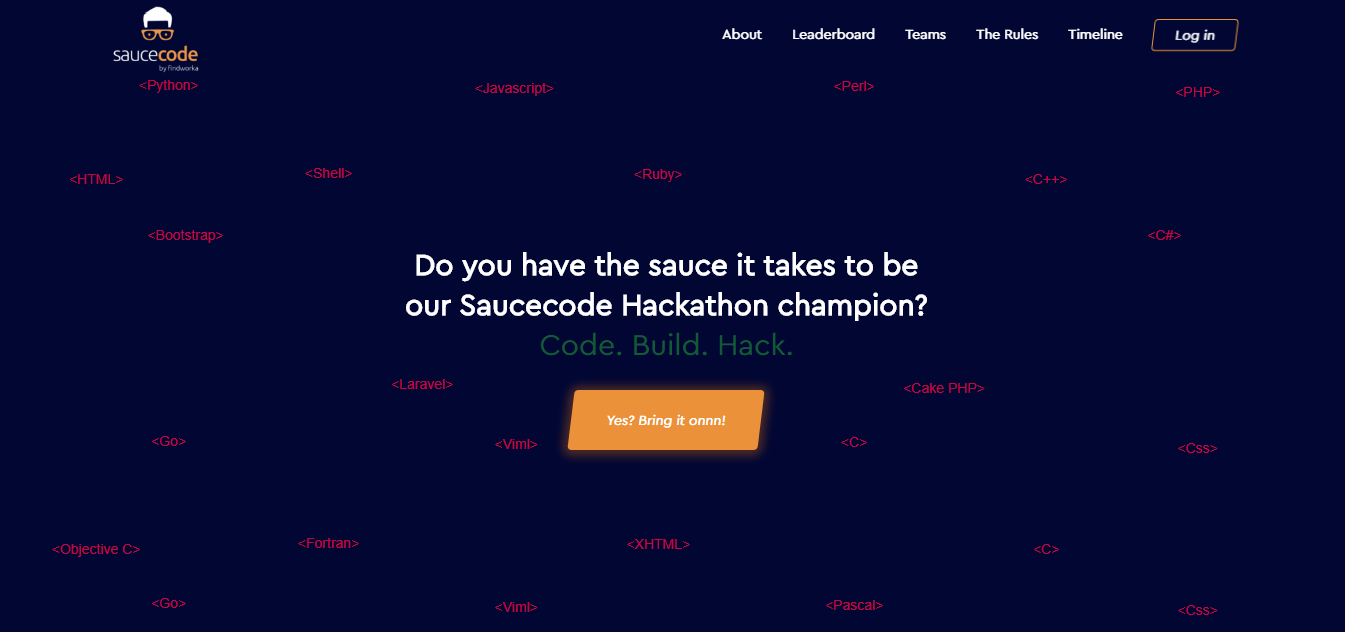 About Leaderboard Teams The Rules Timeline Log in
saucecode
by findworka
<Python> <Javascript> <Perl> <PHP>
<HTML> <Shell> <Ruby> <C++>
<Bootstrap> <C#>
Do you have the sauce it takes to be
our Saucecode Hackathon champion?
Code. Build. Hack.
<Laravel> <Cake PHP>
Yes? Bring it onnn!
<Go> <Viml> <C> <Css>
<Objective C> <Fortran> <XHTML> <C>
<Go> <Viml> <Pascal> <Css>